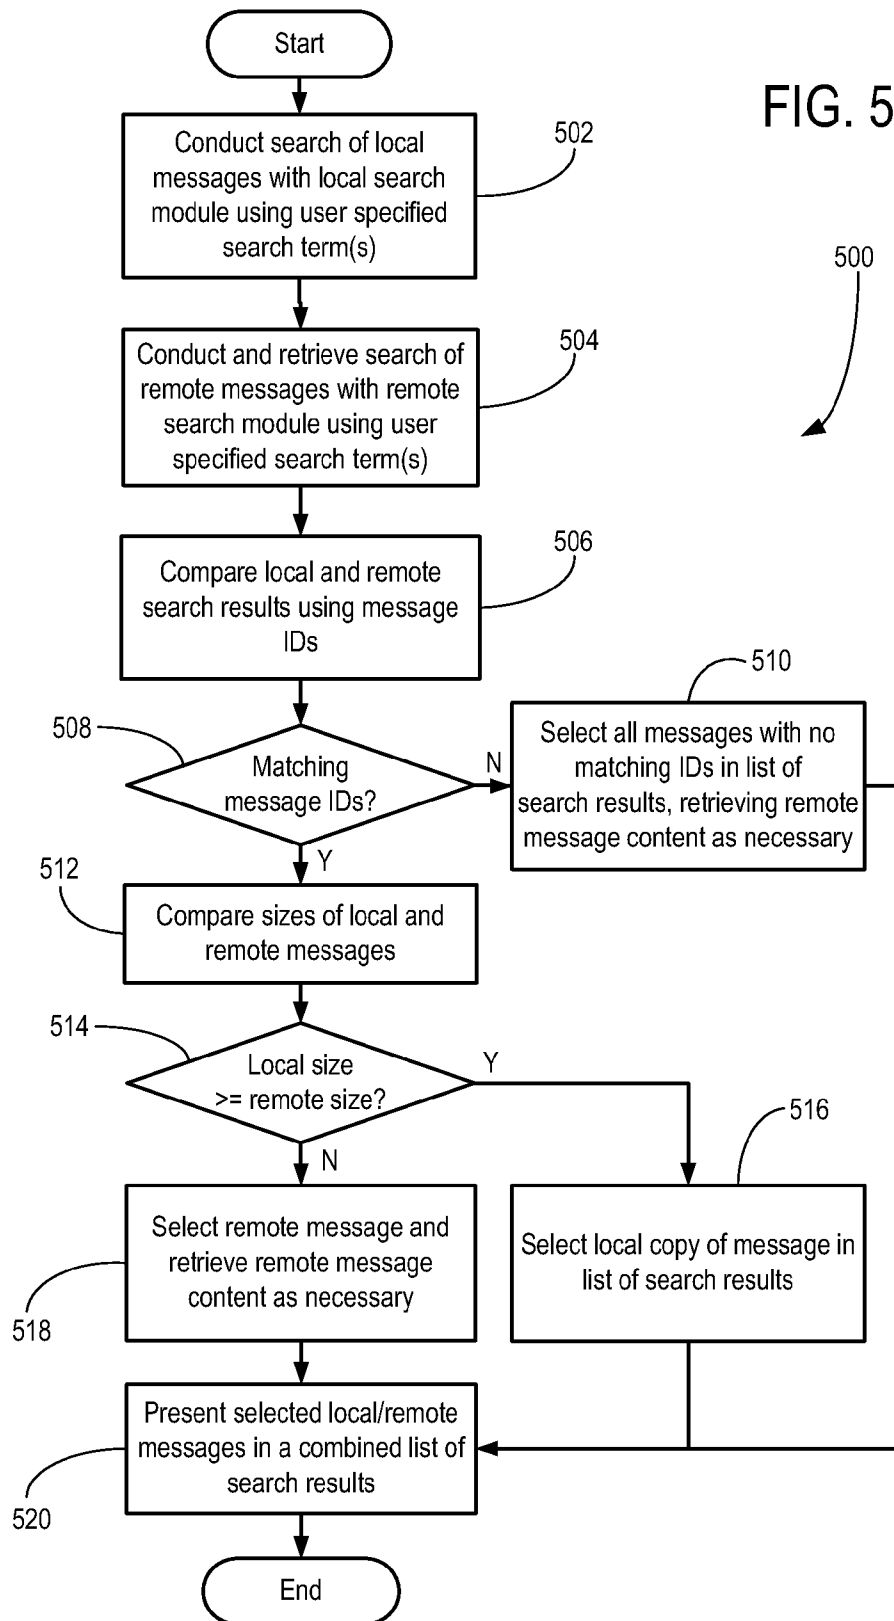 Start
FIG. 5
Conduct search of local
messages with local search
module using user specified
search term(s)
502
500
Conduct and retrieve search of
remote messages with remote
search module using user
specified search term(s)
504
Compare local and remote
search results using message
IDs
506
508
Matching
message IDs?
N
Y
510
Select all messages with no
matching IDs in list of
search results, retrieving remote
message content as necessary
512
Compare sizes of local and
remote messages
514
Local size
>= remote size?
Y
N
516
Select local copy of message in
list of search results
Select remote message and
retrieve remote message
content as necessary
518
Present selected local/remote
messages in a combined list of
search results
520
End